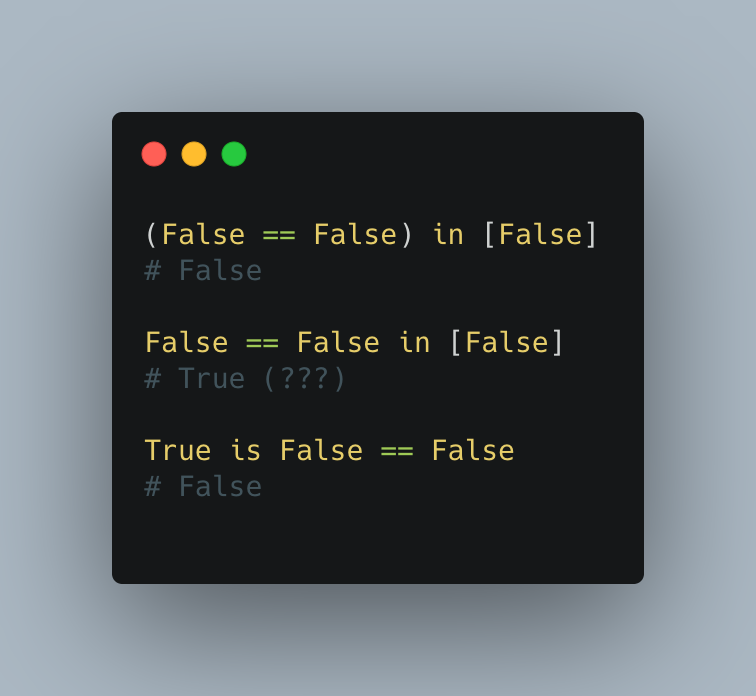 (False == False) in [False]
# False
False == False in [False]
# True (???)
True is False == False
# False